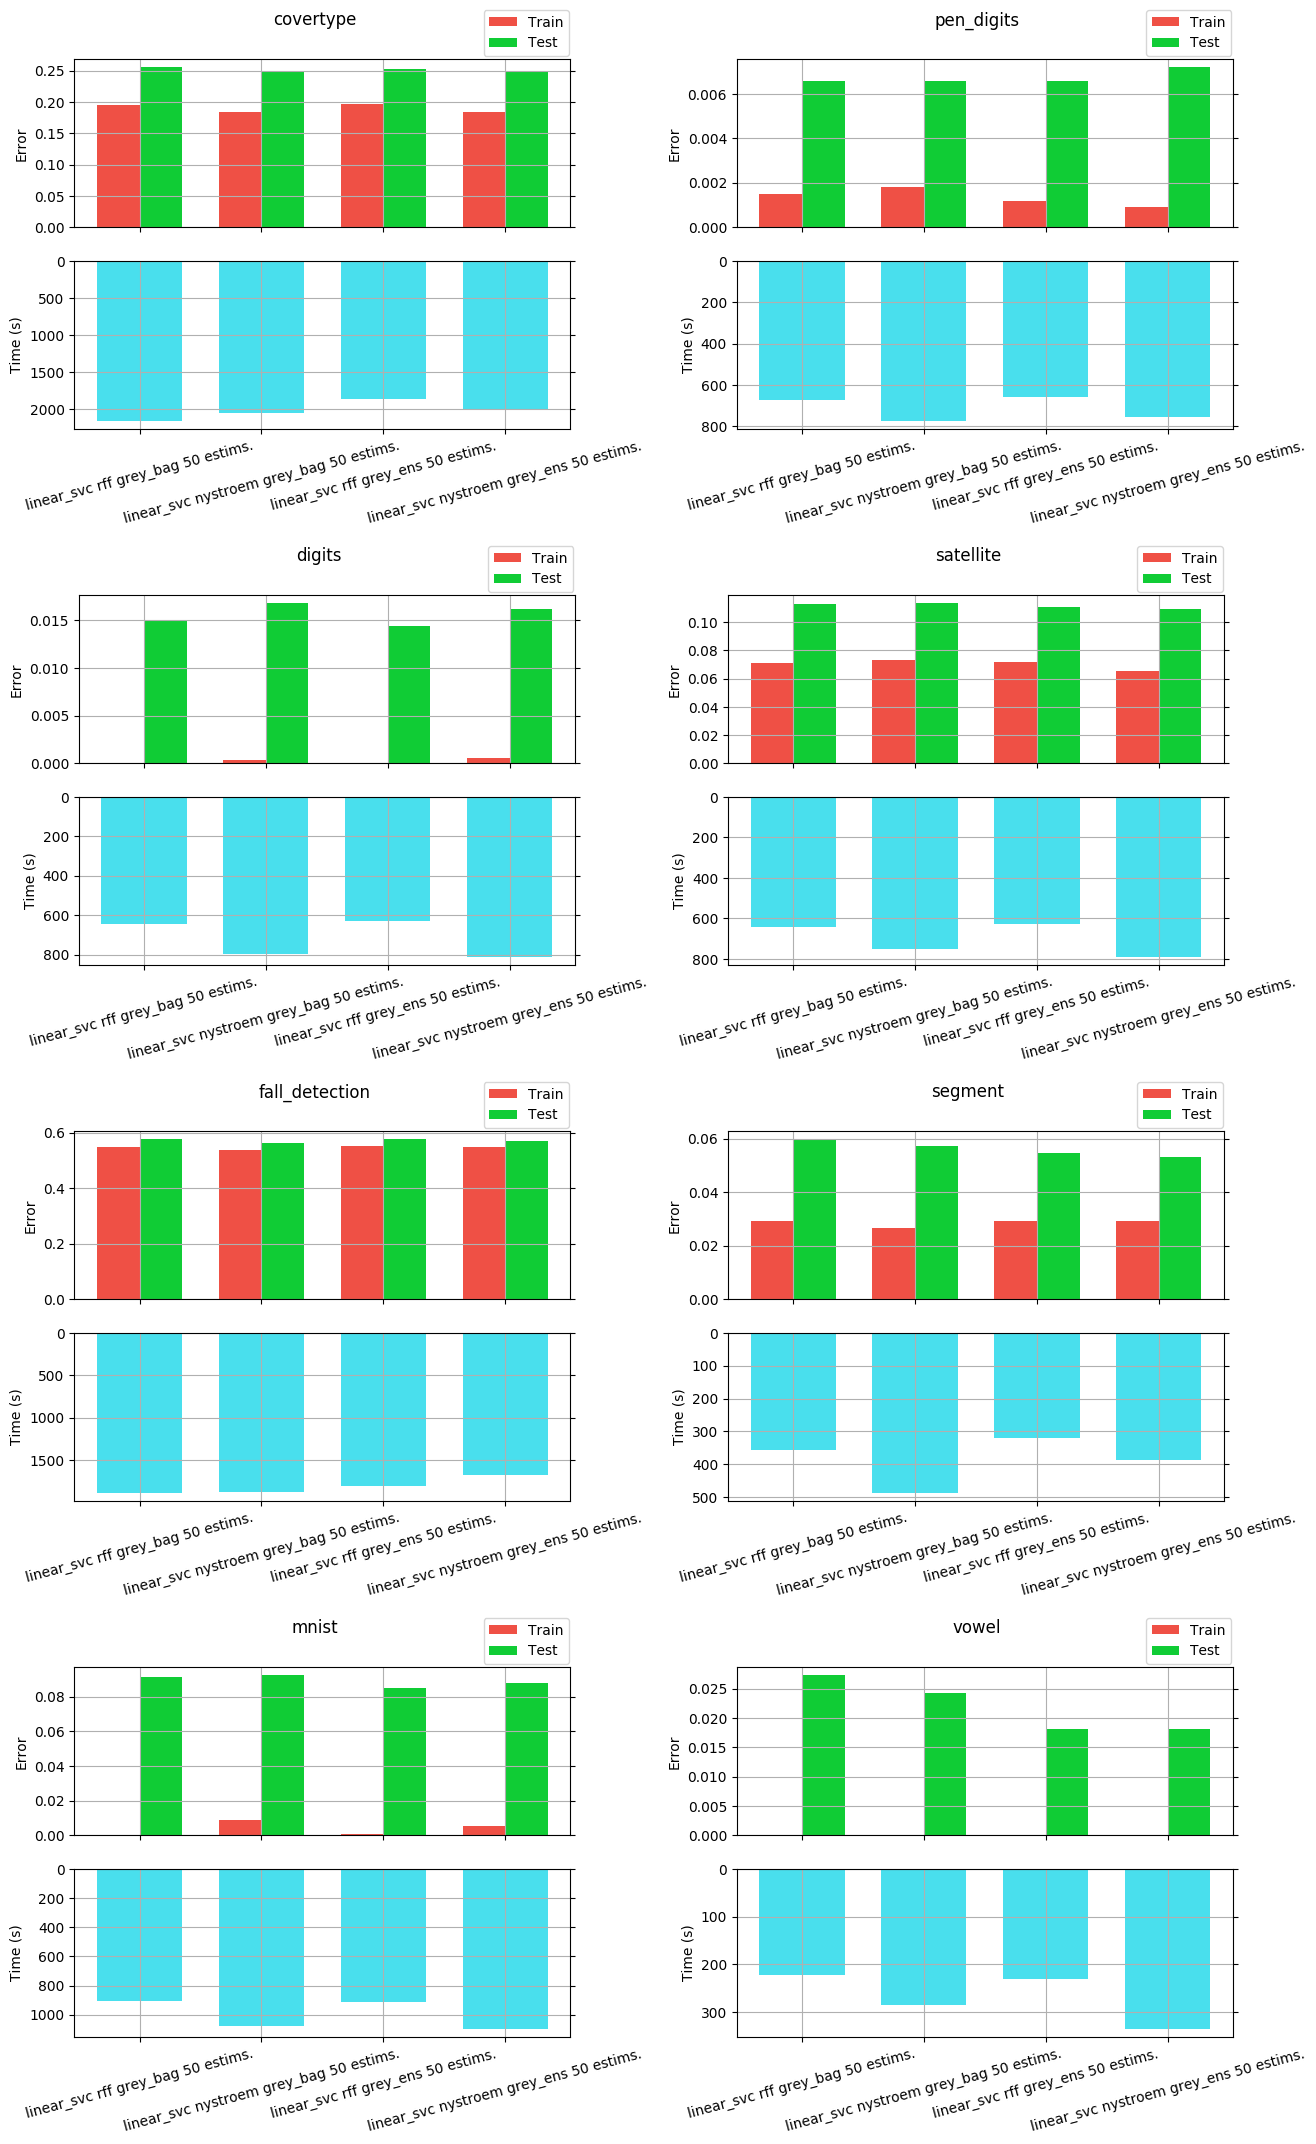 covertype
Train
Test
Error
0.25
0.20
0.15
0.10
0.05
0.00
Time (s)
0
500
1000
1500
2000
linear_svc rff grey_bag 50 estims.
linear_svc nystroem grey_bag 50 estims.
linear_svc rff grey_ens 50 estims.
linear_svc nystroem grey_ens 50 estims.
pen_digits
Train
Test
Error
0.006
0.004
0.002
0.000
Time (s)
0
200
400
600
800
linear_svc rff grey_bag 50 estims.
linear_svc nystroem grey_bag 50 estims.
linear_svc rff grey_ens 50 estims.
linear_svc nystroem grey_ens 50 estims.
digits
Train
Test
Error
0.015
0.010
0.005
0.000
Time (s)
0
200
400
600
800
linear_svc rff grey_bag 50 estims.
linear_svc nystroem grey_bag 50 estims.
linear_svc rff grey_ens 50 estims.
linear_svc nystroem grey_ens 50 estims.
satellite
Train
Test
Error
0.10
0.08
0.06
0.04
0.02
0.00
Time (s)
0
200
400
600
800
linear_svc rff grey_bag 50 estims.
linear_svc nystroem grey_bag 50 estims.
linear_svc rff grey_ens 50 estims.
linear_svc nystroem grey_ens 50 estims.
fall_detection
Train
Test
Error
0.6
0.4
0.2
0.0
Time (s)
0
500
1000
1500
linear_svc rff grey_bag 50 estims.
linear_svc nystroem grey_bag 50 estims.
linear_svc rff grey_ens 50 estims.
linear_svc nystroem grey_ens 50 estims.
segment
Train
Test
Error
0.06
0.04
0.02
0.00
Time (s)
0
100
200
300
400
500
linear_svc rff grey_bag 50 estims.
linear_svc nystroem grey_bag 50 estims.
linear_svc rff grey_ens 50 estims.
linear_svc nystroem grey_ens 50 estims.
mnist
Train
Test
Error
0.08
0.06
0.04
0.02
0.00
Time (s)
0
200
400
600
800
1000
linear_svc rff grey_bag 50 estims.
linear_svc nystroem grey_bag 50 estims.
linear_svc rff grey_ens 50 estims.
linear_svc nystroem grey_ens 50 estims.
vowel
Train
Test
Error
0.025
0.020
0.015
0.010
0.005
0.000
Time (s)
0
100
200
300
linear_svc rff grey_bag 50 estims.
linear_svc nystroem grey_bag 50 estims.
linear_svc rff grey_ens 50 estims.
linear_svc nystroem grey_ens 50 estims.